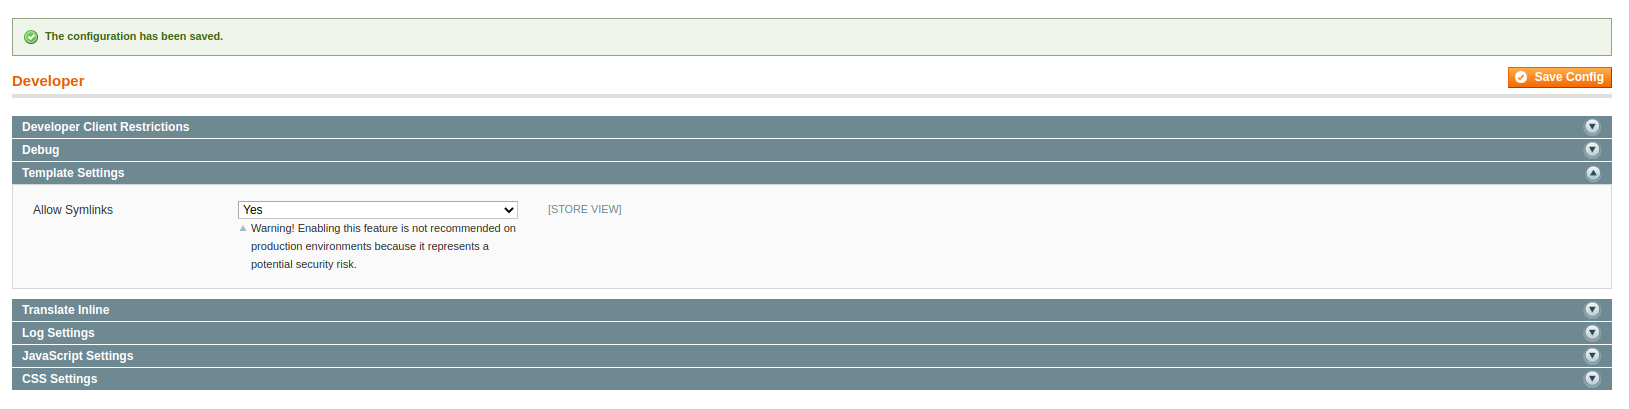 The configuration has been saved.
Developer
Save Config
Developer Client Restrictions
Debug
Template Settings
Allow Symlinks
Yes
[STORE VIEW]
Warning! Enabling this feature is not recommended on
production environments because it represents a
potential security risk.
Translate Inline
Log Settings
JavaScript Settings
CSS Settings